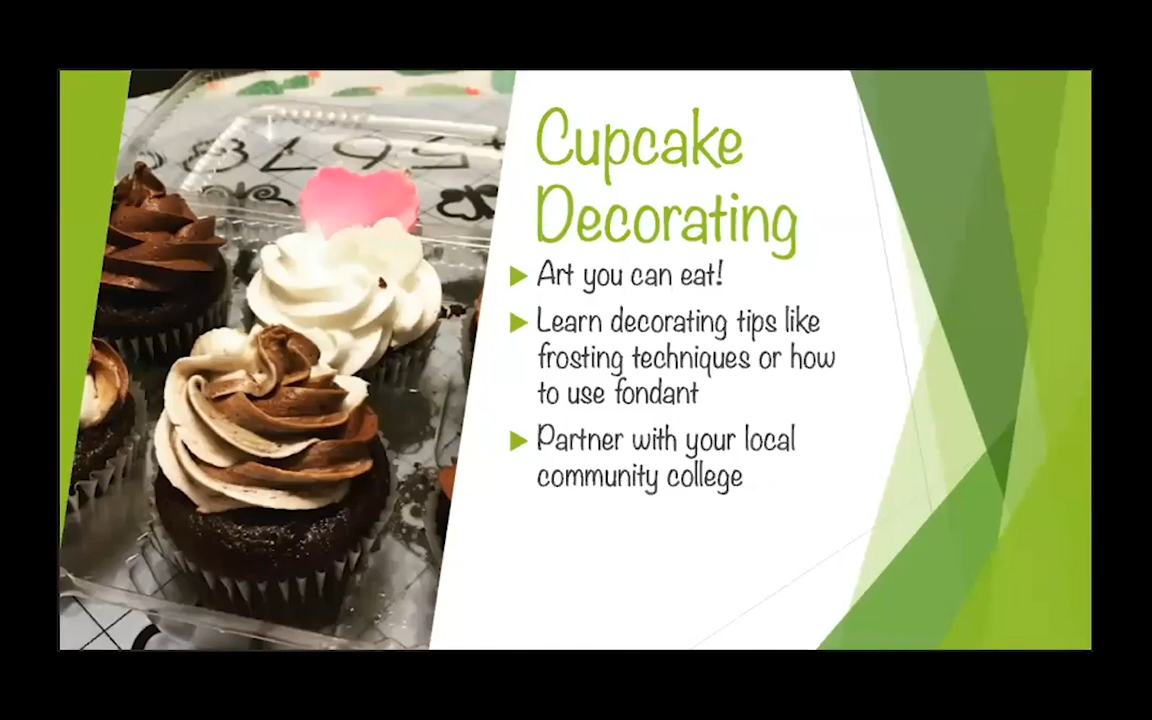 Cupcake
Decorating
Art you can eat!
Learn decorating tips like
frosting techniques or how
to use fondant
Partner with your local
community college